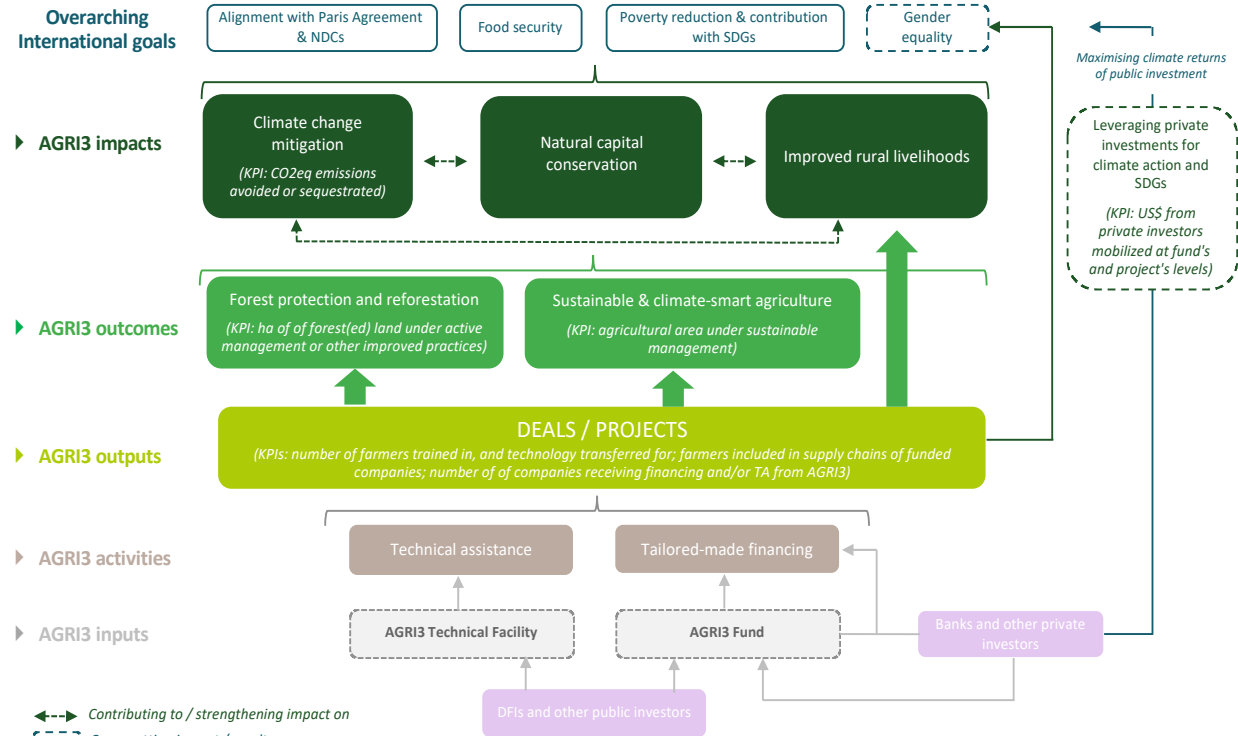 Overarching
International goals
Alignment with Paris Agreement
& NDCs
Food security
Poverty reduction & contribution
with SDGs
Gender
equality
Maximising climate returns
of public investment
AGRI3 impacts
Climate change
mitigation
(KPI: CO2eq emissions
avoided or sequestrated)
Natural capital
conservation
Improved rural livelihoods
Leveraging private
investments for
climate action and
SDGs
(KPI: US$ from
private investors
mobilized at fund's
and project's levels)
AGRI3 outcomes
Forest protection and reforestation
(KPI: ha of of forest(ed) land under active
management or other improved practices)
Sustainable & climate-smart agriculture
(KPI: agricultural area under sustainable
management)
AGRI3 outputs
DEALS / PROJECTS
(KPIs: number of farmers trained in, and technology transferred for; farmers included in supply chains of funded
companies; number of of companies receiving financing and/or TA from AGRI3)
AGRI3 activities
Technical assistance
Tailored-made financing
AGRI3 inputs
AGRI3 Technical Facility
AGRI3 Fund
Banks and other private
investors
DFIs and other public investors
Contributing to / strengthening impact on